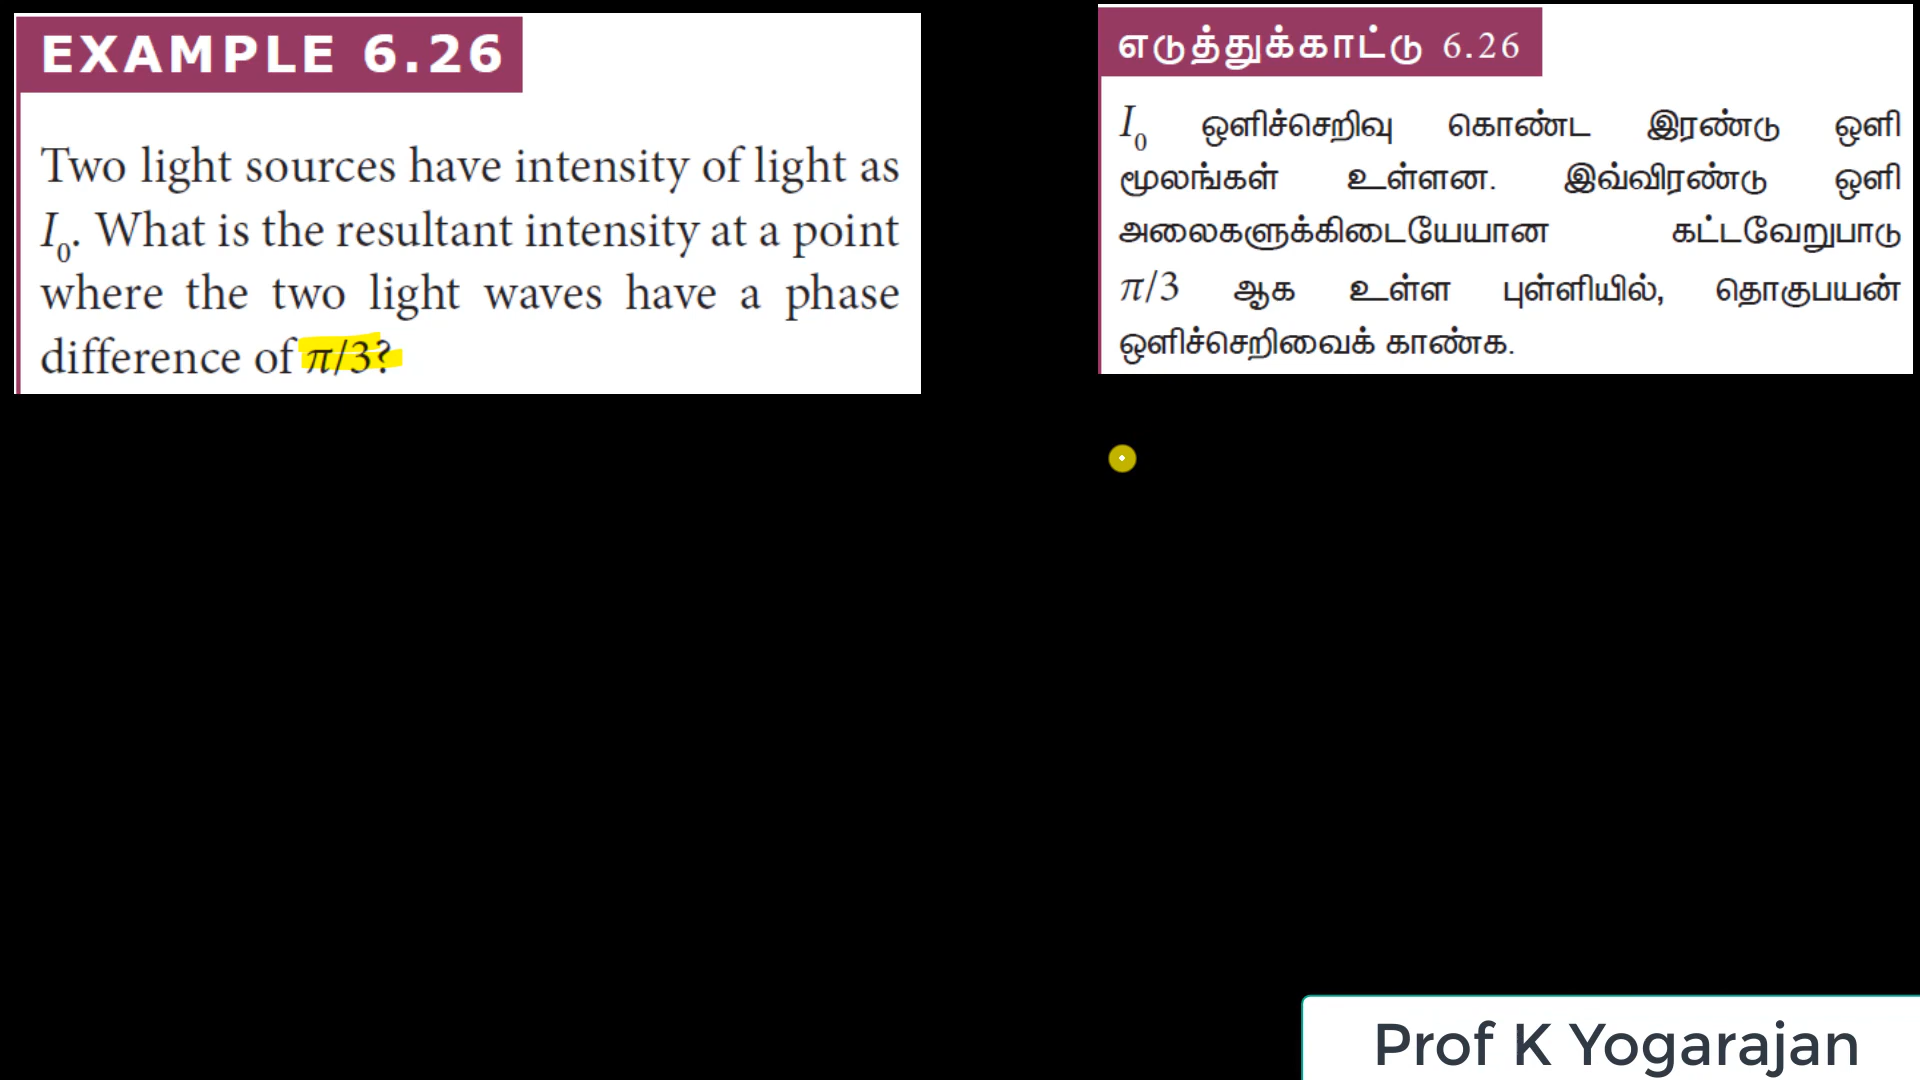 EXAMPLE 6.26
Two light sources have intensity of light as
I₀. What is the resultant intensity at a point
where the two light waves have a phase
difference of π/3?
எடுத்துக்காட்டு 6.26
I₀ ஒளிச்செறிவு கொண்ட இரண்டு ஒளி
மூலங்கள் உள்ளன. இவ்விரண்டு ஒளி
அலைகளுக்கிடையேயான கட்டவேறுபாடு
π/3 ஆக உள்ள புள்ளியில், தொகுபயன்
ஒளிச்செறிவைக் காண்க.
Prof K Yogarajan